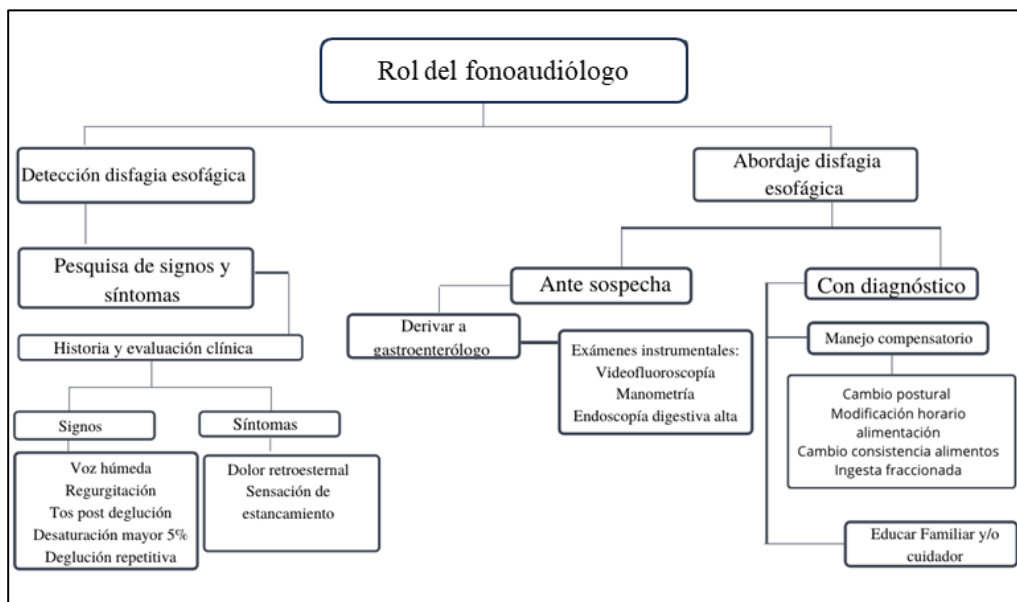 Rol del fonoaudiólogo
Detección disfagia esofágica
Pesquisa de signos y
síntomas
Historia y evaluación clínica
Signos
Voz húmeda
Regurgitación
Tos post deglución
Desaturación mayor 5%
Deglución repetitiva
Síntomas
Dolor retroesternal
Sensación de
estancamiento
Abordaje disfagia
esofágica
Ante sospecha
Derivar a
gastroenterólogo
Exámenes instrumentales:
Videofluoroscopía
Manometría
Endoscopía digestiva alta
Con diagnóstico
Manejo compensatorio
Cambio postural
Modificación horario
alimentación
Cambio consistencia alimentos
Ingesta fraccionada
Educar Familiar y/o
cuidador